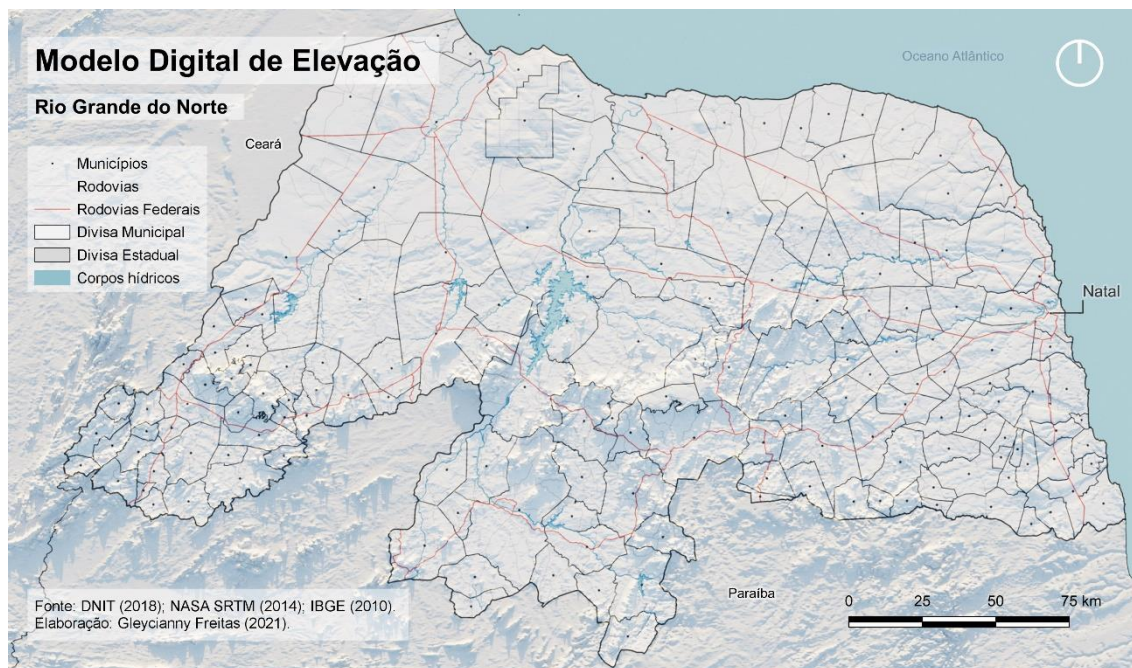 Modelo Digital de Elevação
Rio Grande do Norte
Oceano Atlântico
Ceará
Municípios
Rodovias
Rodovias Federais
Divisa Municipal
Divisa Estadual
Corpos hídricos
Natal
Paraíba
Fonte: DNIT (2018); NASA SRTM (2014); IBGE (2010).
Elaboração: Gleycianny Freitas (2021).
0 25 50 75 km